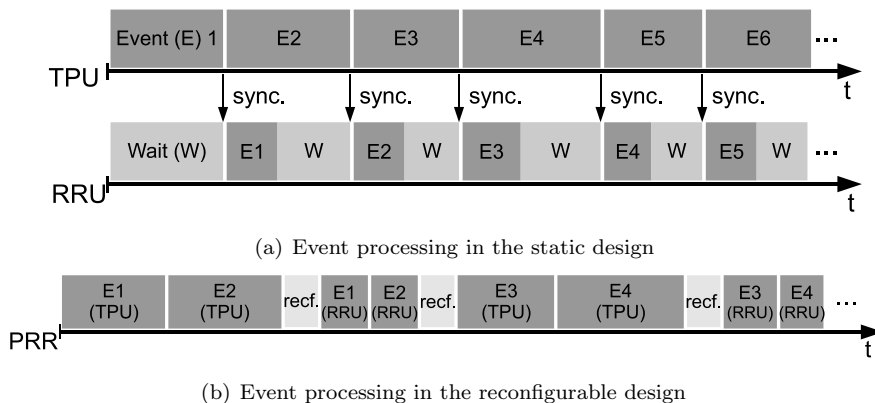 Event (E) 1 E2 E3 E4 E5 E6 ...
TPU
t
sync. sync. sync. sync. sync.
Wait (W) E1 W E2 W E3 W E4 W E5 W ...
RRU
t
(a) Event processing in the static design
E1 (TPU) E2 (TPU) recf. E1 (RRU) E2 (RRU) recf. E3 (TPU) E4 (TPU) recf. E3 (RRU) E4 (RRU) ...
PRR
t
(b) Event processing in the reconfigurable design